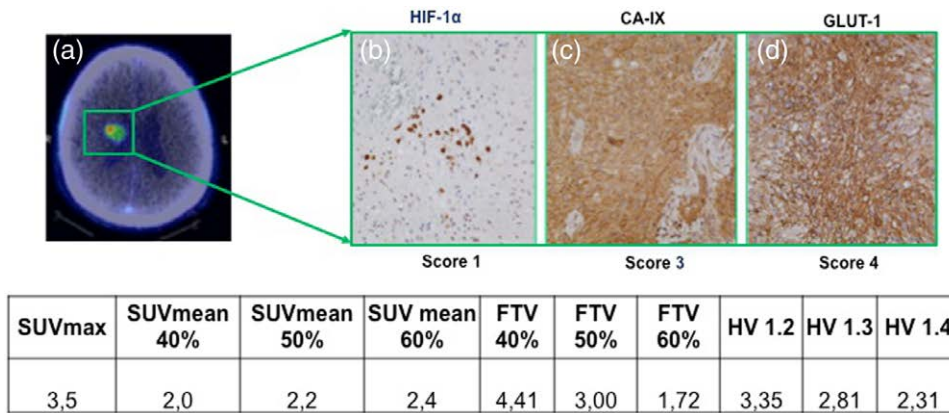 HIF-1α CA-IX GLUT-1
(a) (b) (c) (d)
Score 1 Score 3 Score 4
SUVmax SUVmean 40% SUVmean 50% SUV mean 60% FTV 40% FTV 50% FTV 60% HV 1.2 HV 1.3 HV 1.4
3,5 2,0 2,2 2,4 4,41 3,00 1,72 3,35 2,81 2,31